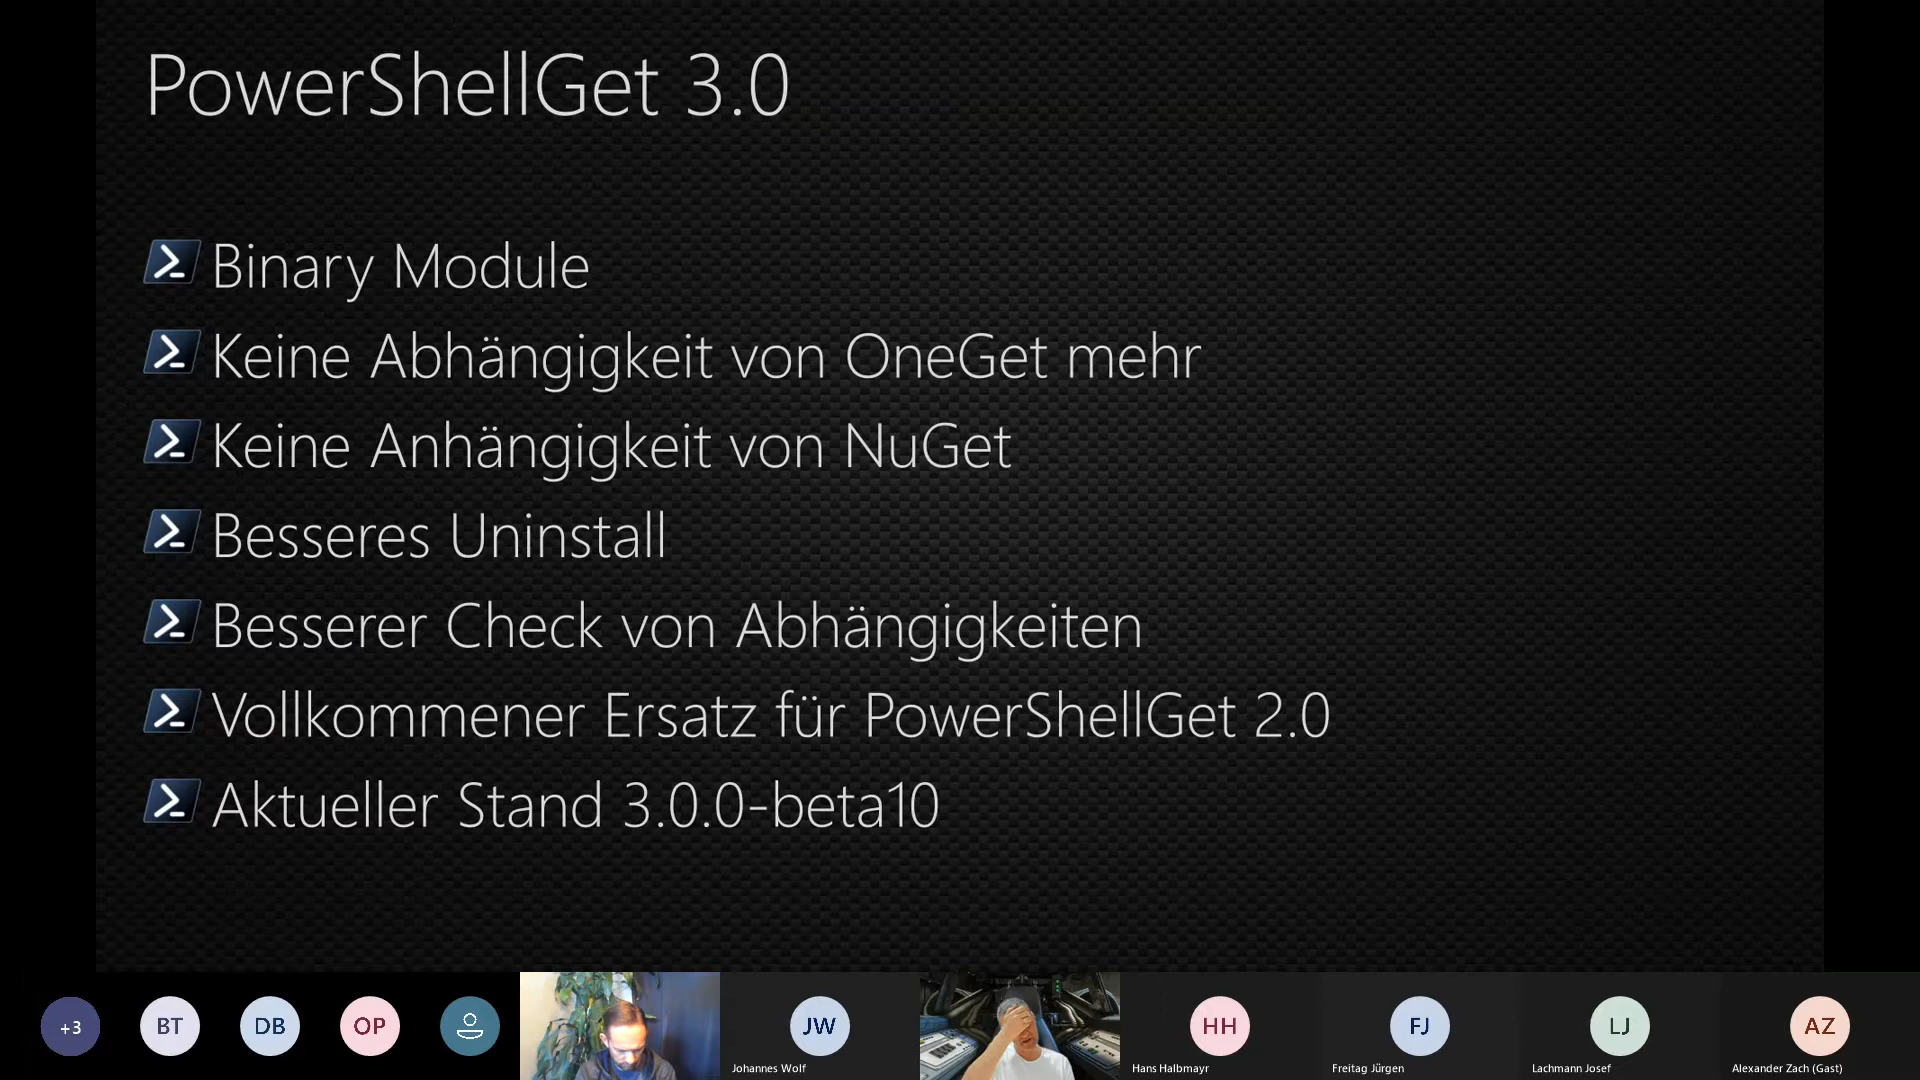 PowerShellGet 3.0
Binary Module
Keine Abhängigkeit von OneGet mehr
Keine Anhängigkeit von NuGet
Besseres Uninstall
Besserer Check von Abhängigkeiten
Vollkommener Ersatz für PowerShellGet 2.0
Aktueller Stand 3.0.0-beta10
+3
BT
DB
OP
JW
Johannes Wolf
HH
Hans Halbmayr
FJ
Freitag Jürgen
LJ
Lachmann Josef
AZ
Alexander Zach (Gast)